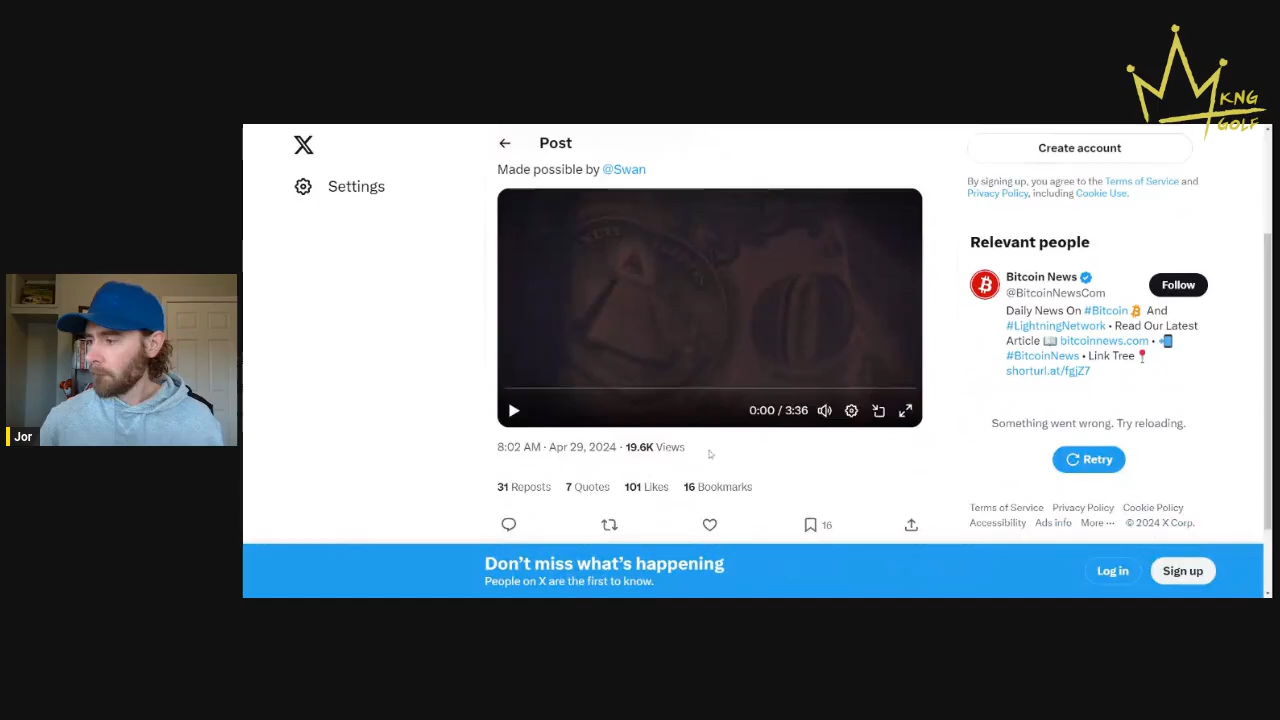 KNG
GOLF
Post
Create account
Made possible by @Swan
Settings
By signing up, you agree to the Terms of Service and
Privacy Policy, including Cookie Use.
Relevant people
Bitcoin News
@BitcoinNewsCom
Follow
Daily News On #Bitcoin And
#LightningNetwork • Read Our Latest
Article bitcoinnews.com •
#BitcoinNews • Link Tree
shorturl.at/fgjZ7
0:00 / 3:36
Something went wrong. Try reloading.
Retry
8:02 AM · Apr 29, 2024 · 19.6K Views
31 Reposts 7 Quotes 101 Likes 16 Bookmarks
16
Terms of Service Privacy Policy Cookie Policy
Accessibility Ads info More ··· © 2024 X Corp.
Don't miss what's happening
People on X are the first to know.
Log in
Sign up
Jor